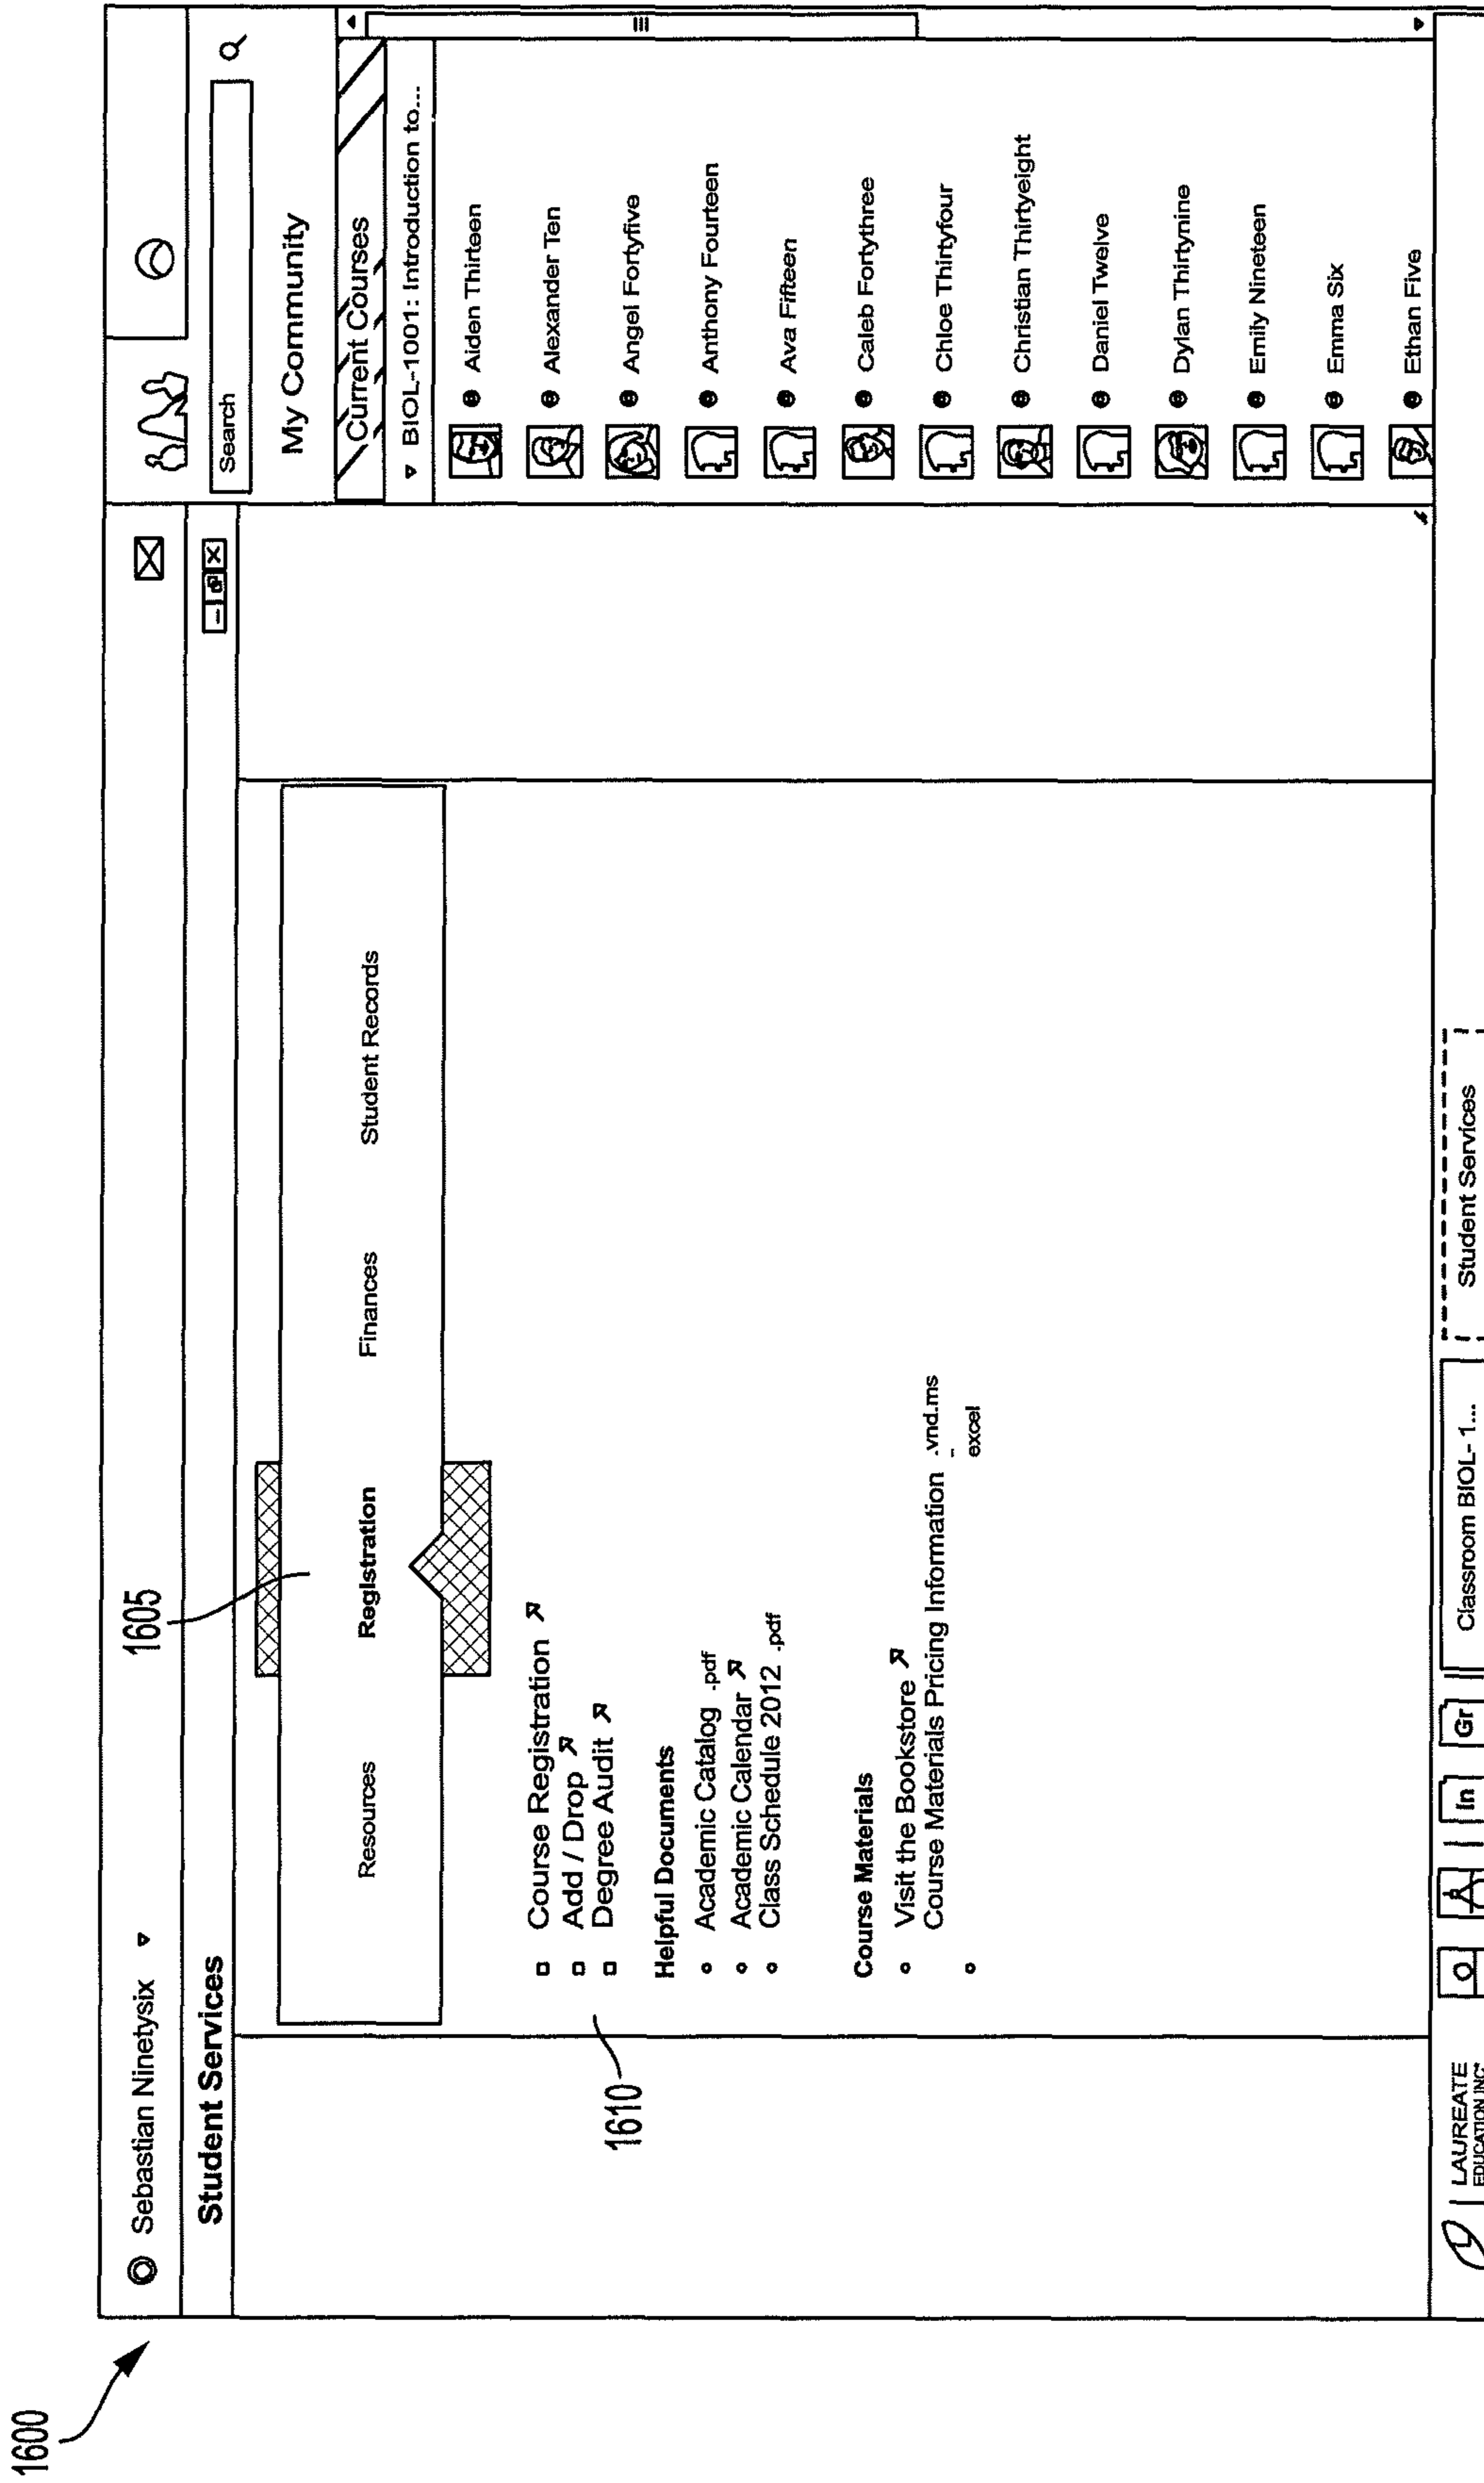 1600
1605
Sebastian Ninetysix
Student Services
Resources Registration Finances Student Records
1610
Course Registration
Add / Drop
Degree Audit
Helpful Documents
Academic Catalog .pdf
Academic Calendar
Class Schedule 2012 .pdf
Course Materials
Visit the Bookstore
Course Materials Pricing Information .vnd.ms
- excel
Search
My Community
Current Courses
BIOL-1001: Introduction to...
Aiden Thirteen
Alexander Ten
Angel Fortyfive
Anthony Fourteen
Ava Fifteen
Caleb Fortythree
Chloe Thirtyfour
Christian Thirtyeight
Daniel Twelve
Dylan Thirtynine
Emily Nineteen
Emma Six
Ethan Five
LAUREATE
EDUCATION INC
In Gr Classroom BIOL- 1... Student Services